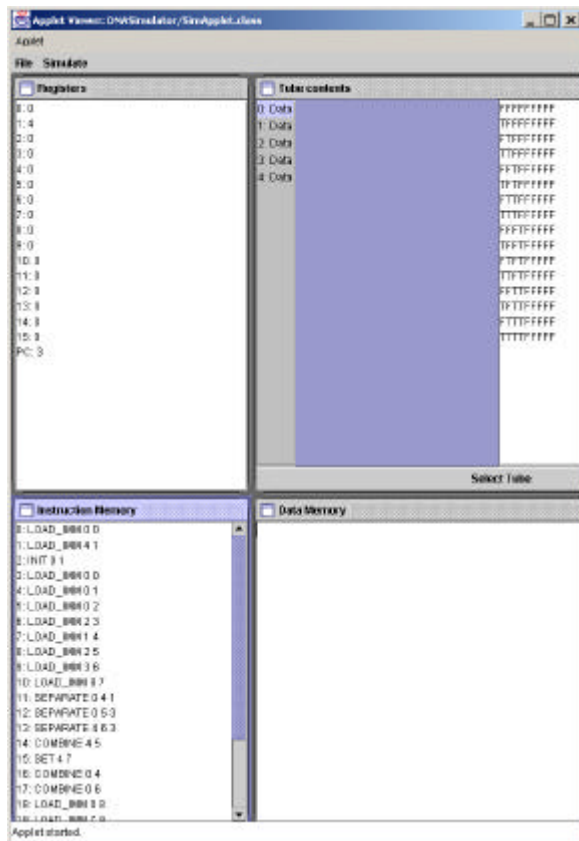 Applet Viewer: DNASimulator/SimApplet.class
Applet
File Simulate
Registers
0: 0
1: 4
2: 0
3: 0
4: 0
5: 0
6: 0
7: 0
8: 0
9: 0
10: 0
11: 0
12: 0
13: 0
14: 0
15: 0
PC: 3
Tube contents
0: Data
1: Data
2: Data
3: Data
4: Data
FFFFFFFFF
TFFFFFFFF
FTFFFFFFF
TTFFFFFFF
FFTFFFFFF
TFTFFFFFF
FTTFFFFFF
TTTFFFFFF
FFFTFFFFF
TFFTFFFFF
FTFTFFFFF
TTFTFFFFF
FFTTFFFFF
TFTTFFFFF
FTTTFFFFF
TTTTFFFFF
Select Tube
Instruction Memory
0: LOAD_IMM 0 0
1: LOAD_IMM 4 1
2: INIT 0 1
3: LOAD_IMM 0 0
4: LOAD_IMM 0 1
5: LOAD_IMM 0 2
6: LOAD_IMM 2 3
7: LOAD_IMM 1 4
8: LOAD_IMM 2 5
9: LOAD_IMM 3 6
10: LOAD_IMM 8 7
11: SEPARATE 0 4 1
12: SEPARATE 0 5 3
13: SEPARATE 4 6 3
14: COMBINE 4 5
15: SET 4 7
16: COMBINE 0 4
17: COMBINE 0 6
18: LOAD_IMM
Data Memory
Applet started.